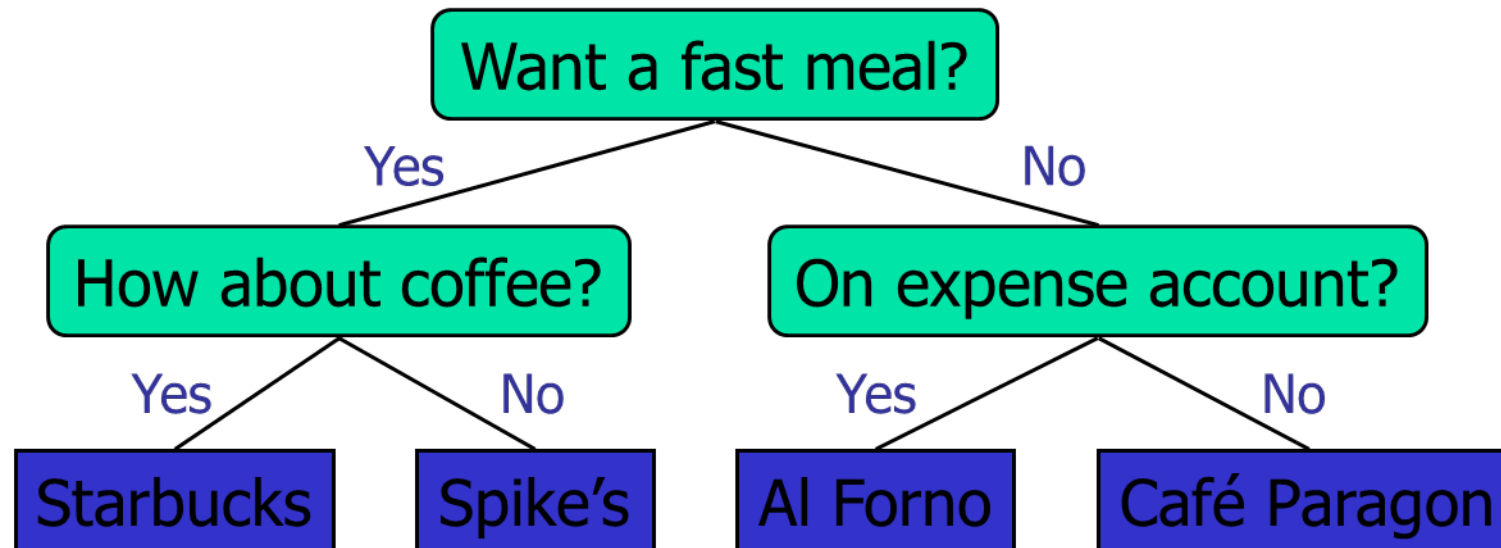 Want a fast meal?
Yes
No
How about coffee?
On expense account?
Yes
No
Yes
No
Starbucks
Spike’s
Al Forno
Café Paragon